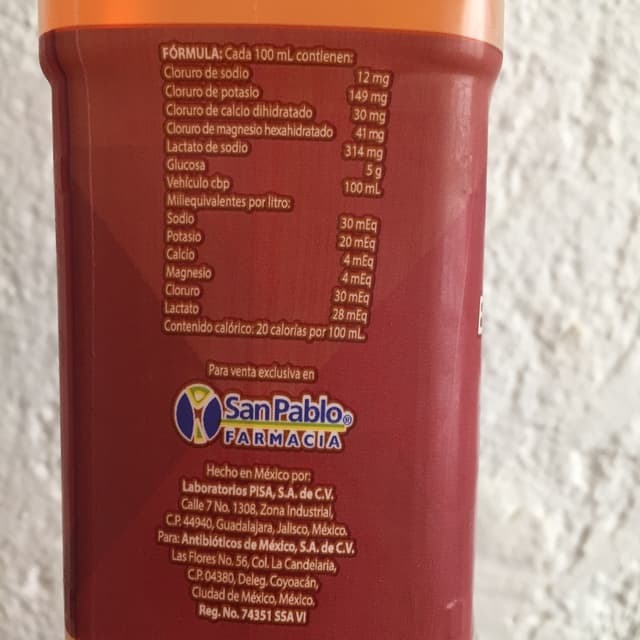 FÓRMULA: Cada 100 mL contienen:
Cloruro de sodio 12 mg
Cloruro de potasio 149 mg
Cloruro de calcio dihidratado 30 mg
Cloruro de magnesio hexahidratado 41 mg
Lactato de sodio 314 mg
Glucosa 5 g
Vehículo cbp 100 mL
Miliequivalentes por litro:
Sodio 30 mEq
Potasio 20 mEq
Calcio 4 mEq
Magnesio 4 mEq
Cloruro 30 mEq
Lactato 28 mEq
Contenido calórico: 20 calorías por 100 mL
Para venta exclusiva en
San Pablo®
FARMACIA
Hecho en México por:
Laboratorios PISA, S.A. de C.V.
Calle 7 No. 1308, Zona Industrial,
C.P. 44940, Guadalajara, Jalisco, México.
Para: Antibióticos de México, S.A. de C.V.
Las Flores No. 56, Col. La Candelaria,
C.P. 04380, Deleg. Coyoacán,
Ciudad de México, México.
Reg. No. 74351 SSA VI